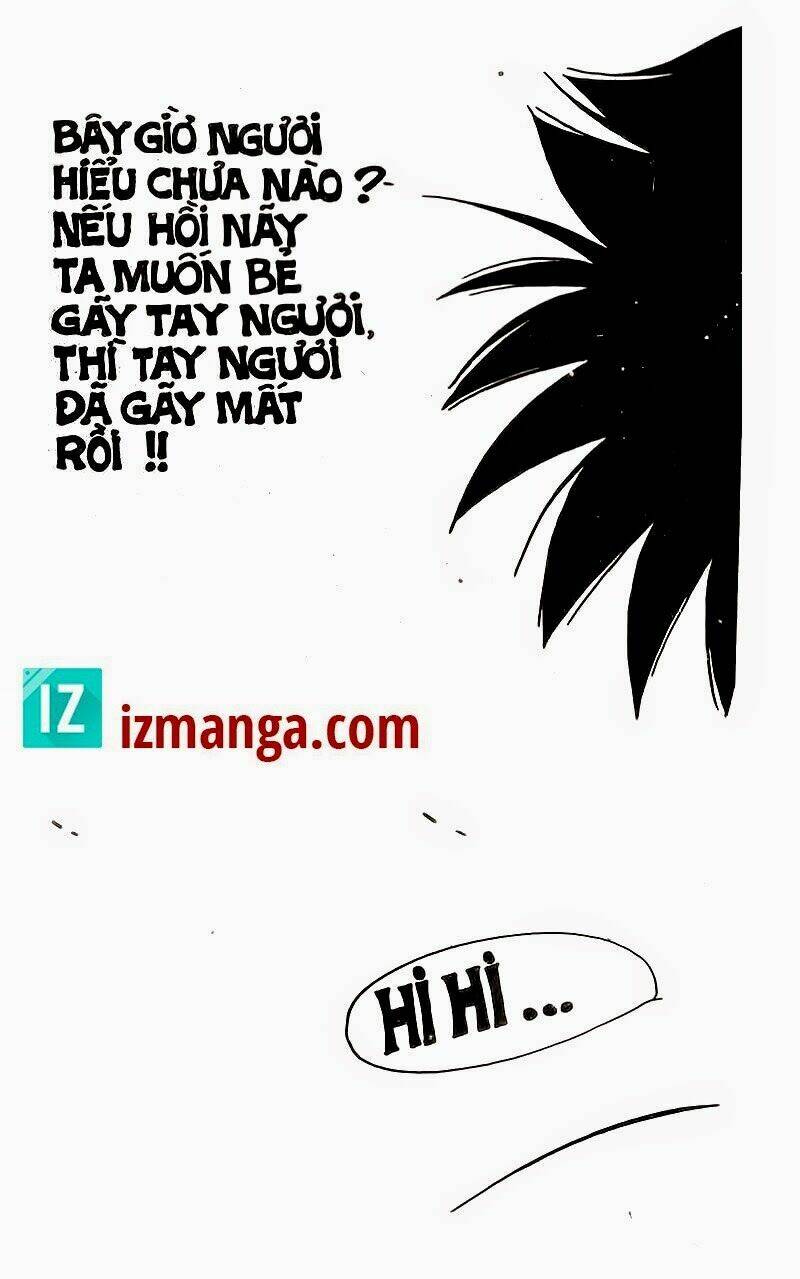 BÂY GIỜ NGƯƠI
HIỂU CHƯA NÀO ?
NẾU HỒI NÃY
TA MUỐN BẺ
GÃY TAY NGƯƠI,
THÌ TAY NGƯƠI
ĐÃ GÃY MẤT
RỒI !!
IZ izmanga.com
HI HI ...